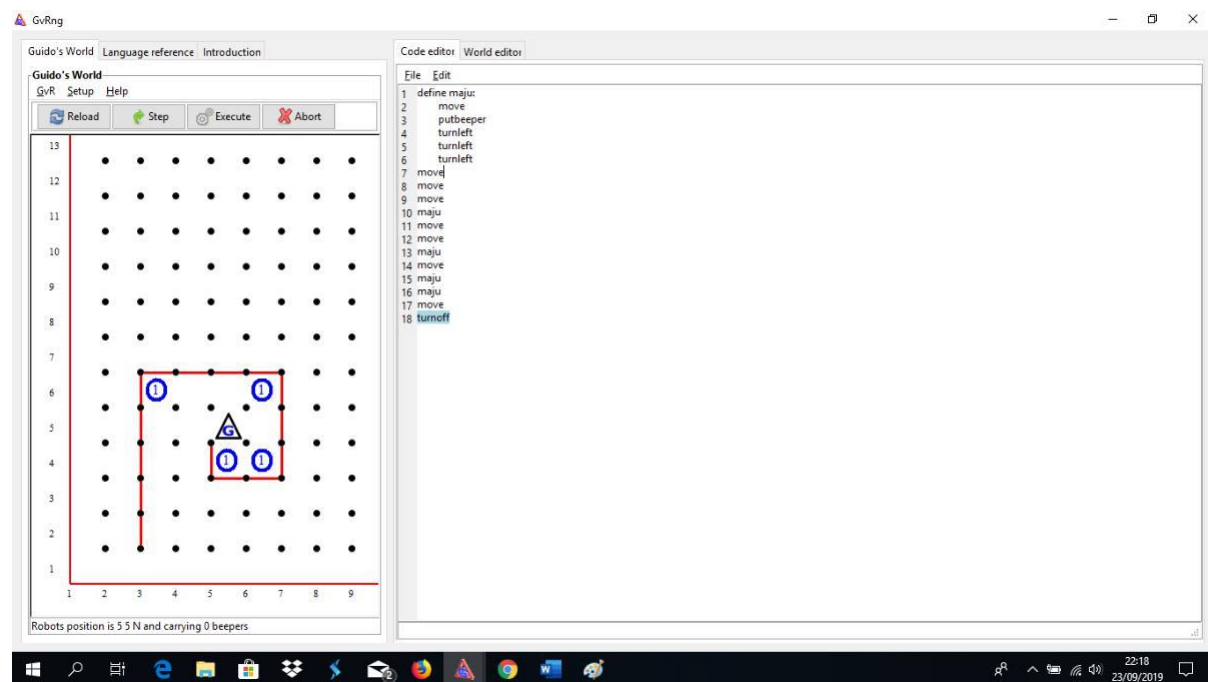 GvRng
Guido's World Language reference Introduction
Guido's World
GvR Setup Help
Reload Step Execute Abort
13
12
11
10
9
8
7
6
5
4
3
2
1
1 1
G
1 1
1 2 3 4 5 6 7 8 9
Robots position is 5 5 N and carrying 0 beepers
Code editor World editor
File Edit
1 define maju:
2 move
3 putbeeper
4 turnleft
5 turnleft
6 turnleft
7 move
8 move
9 move
10 maju
11 move
12 move
13 maju
14 move
15 maju
16 maju
17 move
18 turnoff
22:18
23/09/2019